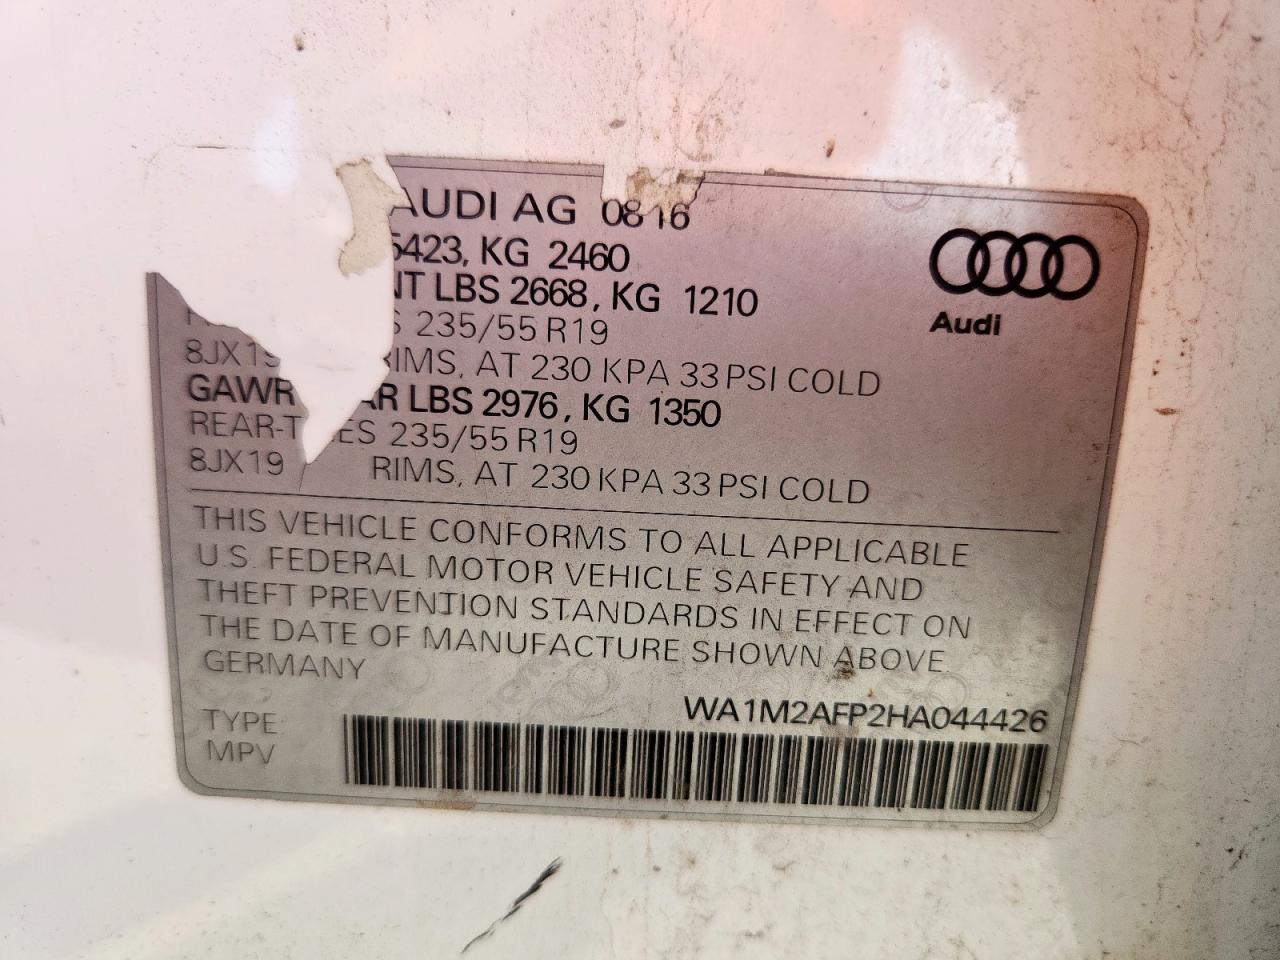 AUDI AG 0816
5423, KG 2460
NT LBS 2668, KG 1210
S 235/55 R19
8JX19 RIMS, AT 230 KPA 33 PSI COLD
GAWR AR LBS 2976, KG 1350
REAR-T ES 235/55 R19
8JX19 RIMS, AT 230 KPA 33 PSI COLD
Audi
THIS VEHICLE CONFORMS TO ALL APPLICABLE
U.S. FEDERAL MOTOR VEHICLE SAFETY AND
THEFT PREVENTION STANDARDS IN EFFECT ON
THE DATE OF MANUFACTURE SHOWN ABOVE
GERMANY
WA1M2AFP2HA044426
TYPE
MPV